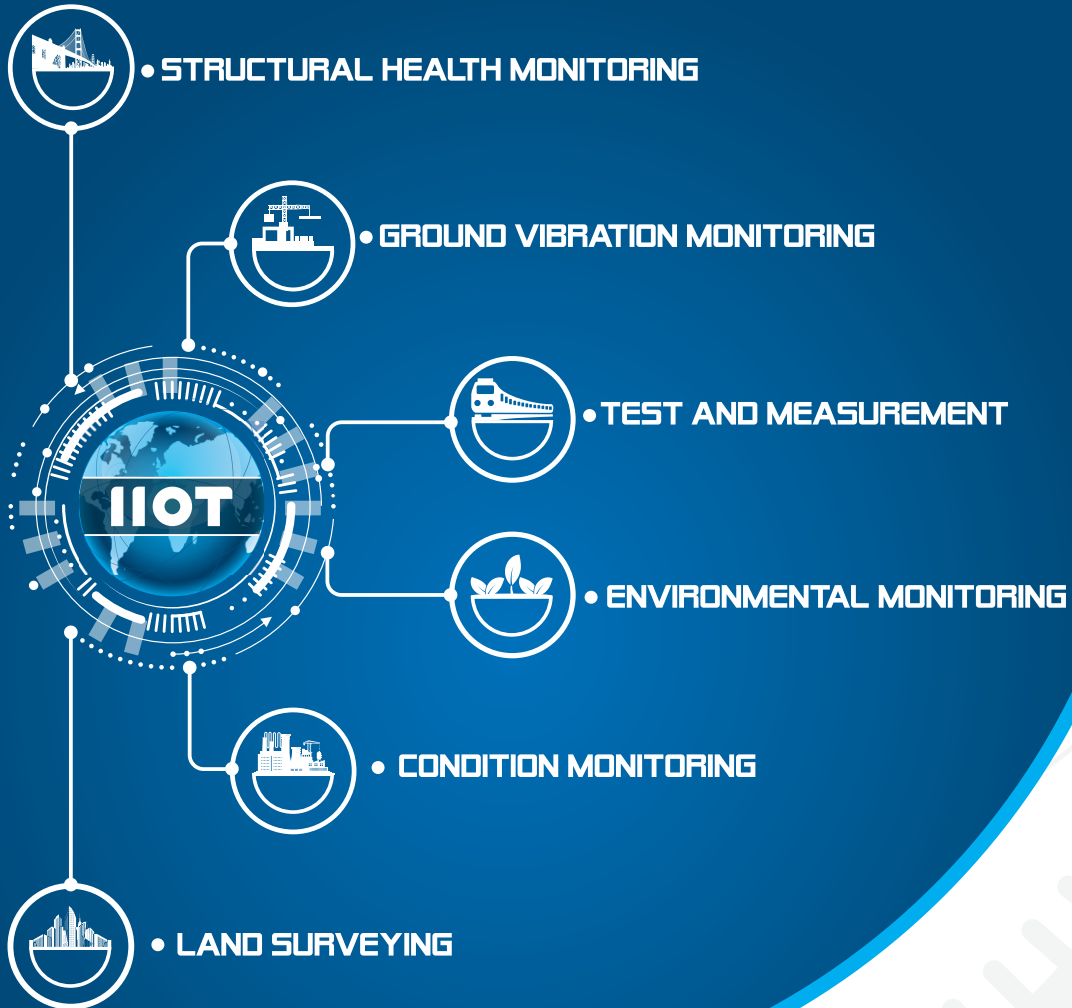 STRUCTURAL HEALTH MONITORING
GROUND VIBRATION MONITORING
TEST AND MEASUREMENT
IIOT
ENVIRONMENTAL MONITORING
CONDITION MONITORING
LAND SURVEYING